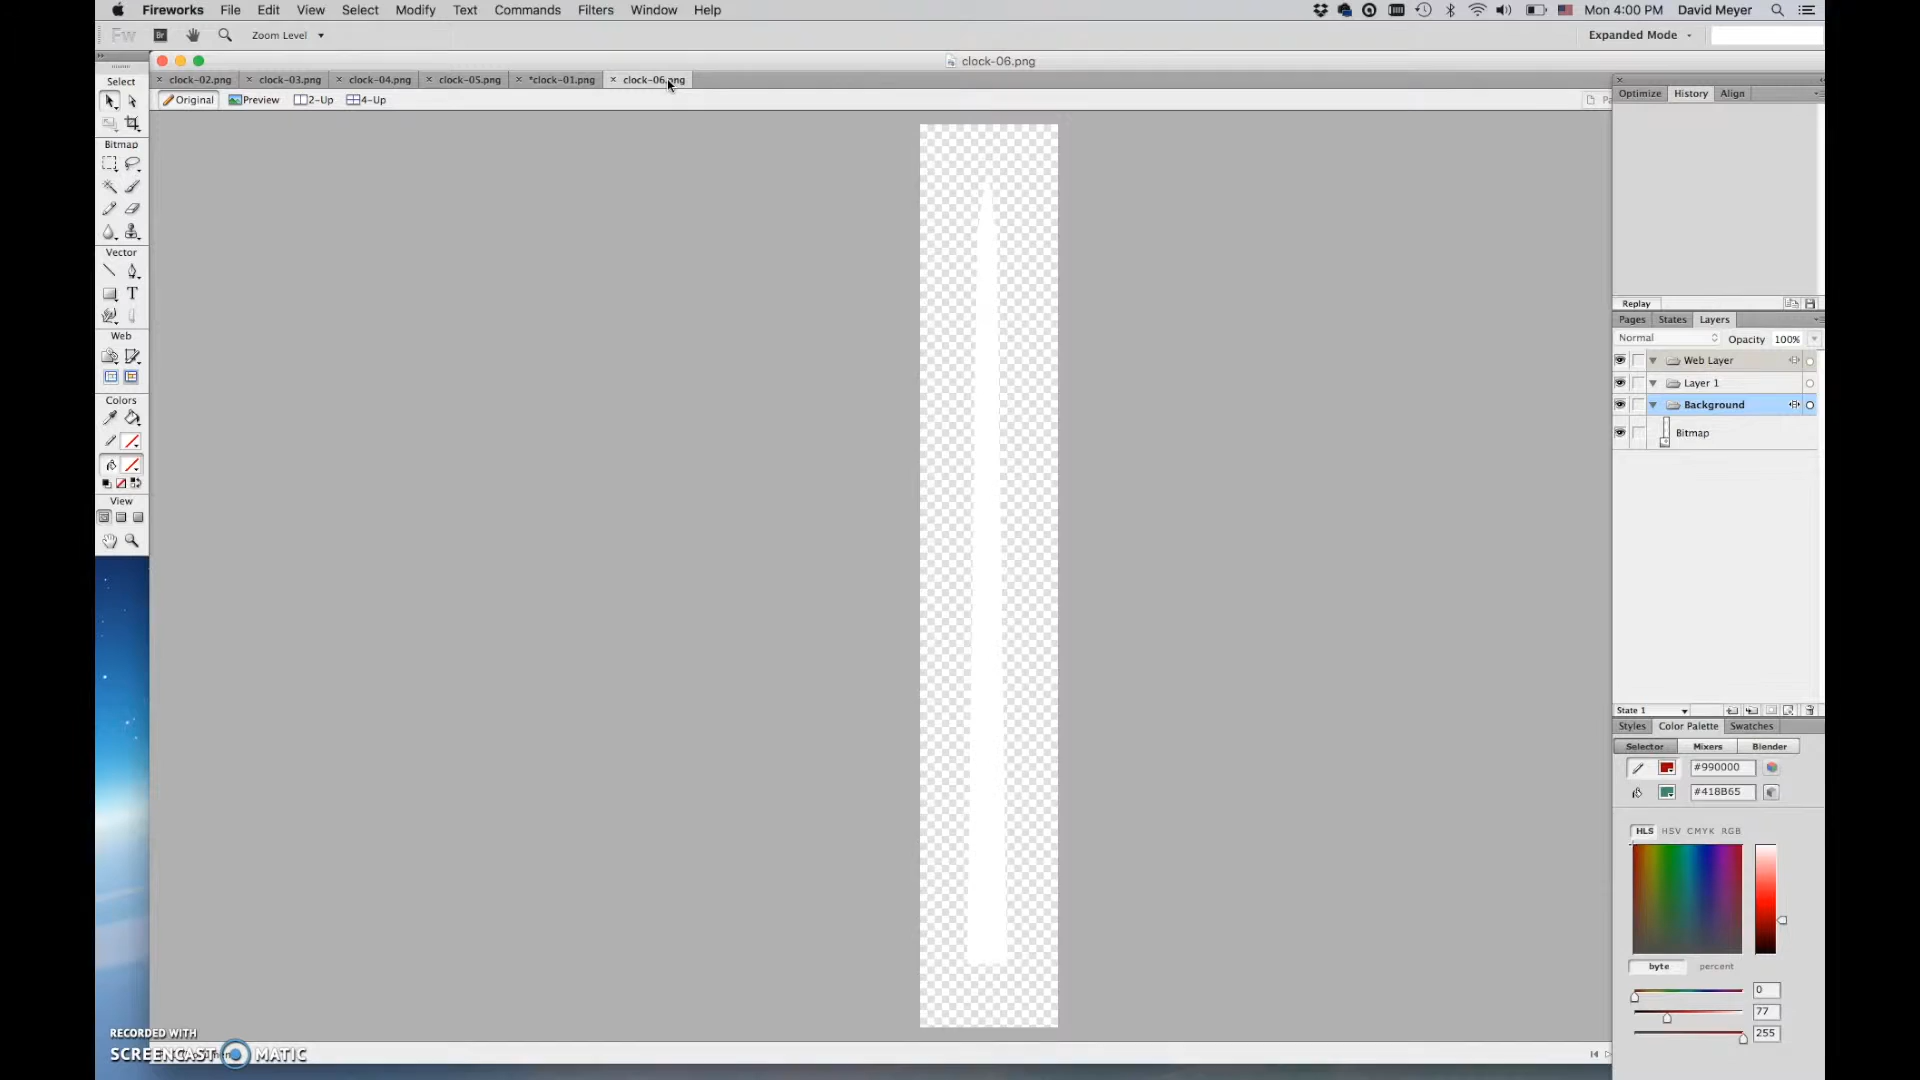 Fireworks File Edit View Select Modify Text Commands Filters Window Help Mon 4:00 PM David Meyer
Fw Br Zoom Level Expanded Mode
clock-06.png
clock-02.png clock-03.png clock-04.png clock-05.png *clock-01.png clock-06.png
Original Preview 2-Up 4-Up
Select
Bitmap
Vector
T
Web
Colors
View
Optimize History Align
Replay
Pages States Layers
Normal Opacity 100%
Web Layer
Layer 1
Background
Bitmap
State 1
Styles Color Palette Swatches
Selector Mixers Blender
#990000
#418B65
HLS HSV CMYK RGB
byte percent
0
77
255
RECORDED WITH
SCREENCAST MATIC